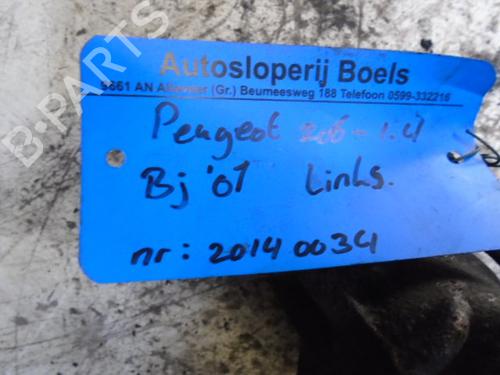 Autosloperij Boels
9561 AN (Gr.) Beumeesweg 188 Telefoon 0599-332216
Peugeot 206 - 1.4
Bj '01 Links.
nr: 20140034
B-Parts